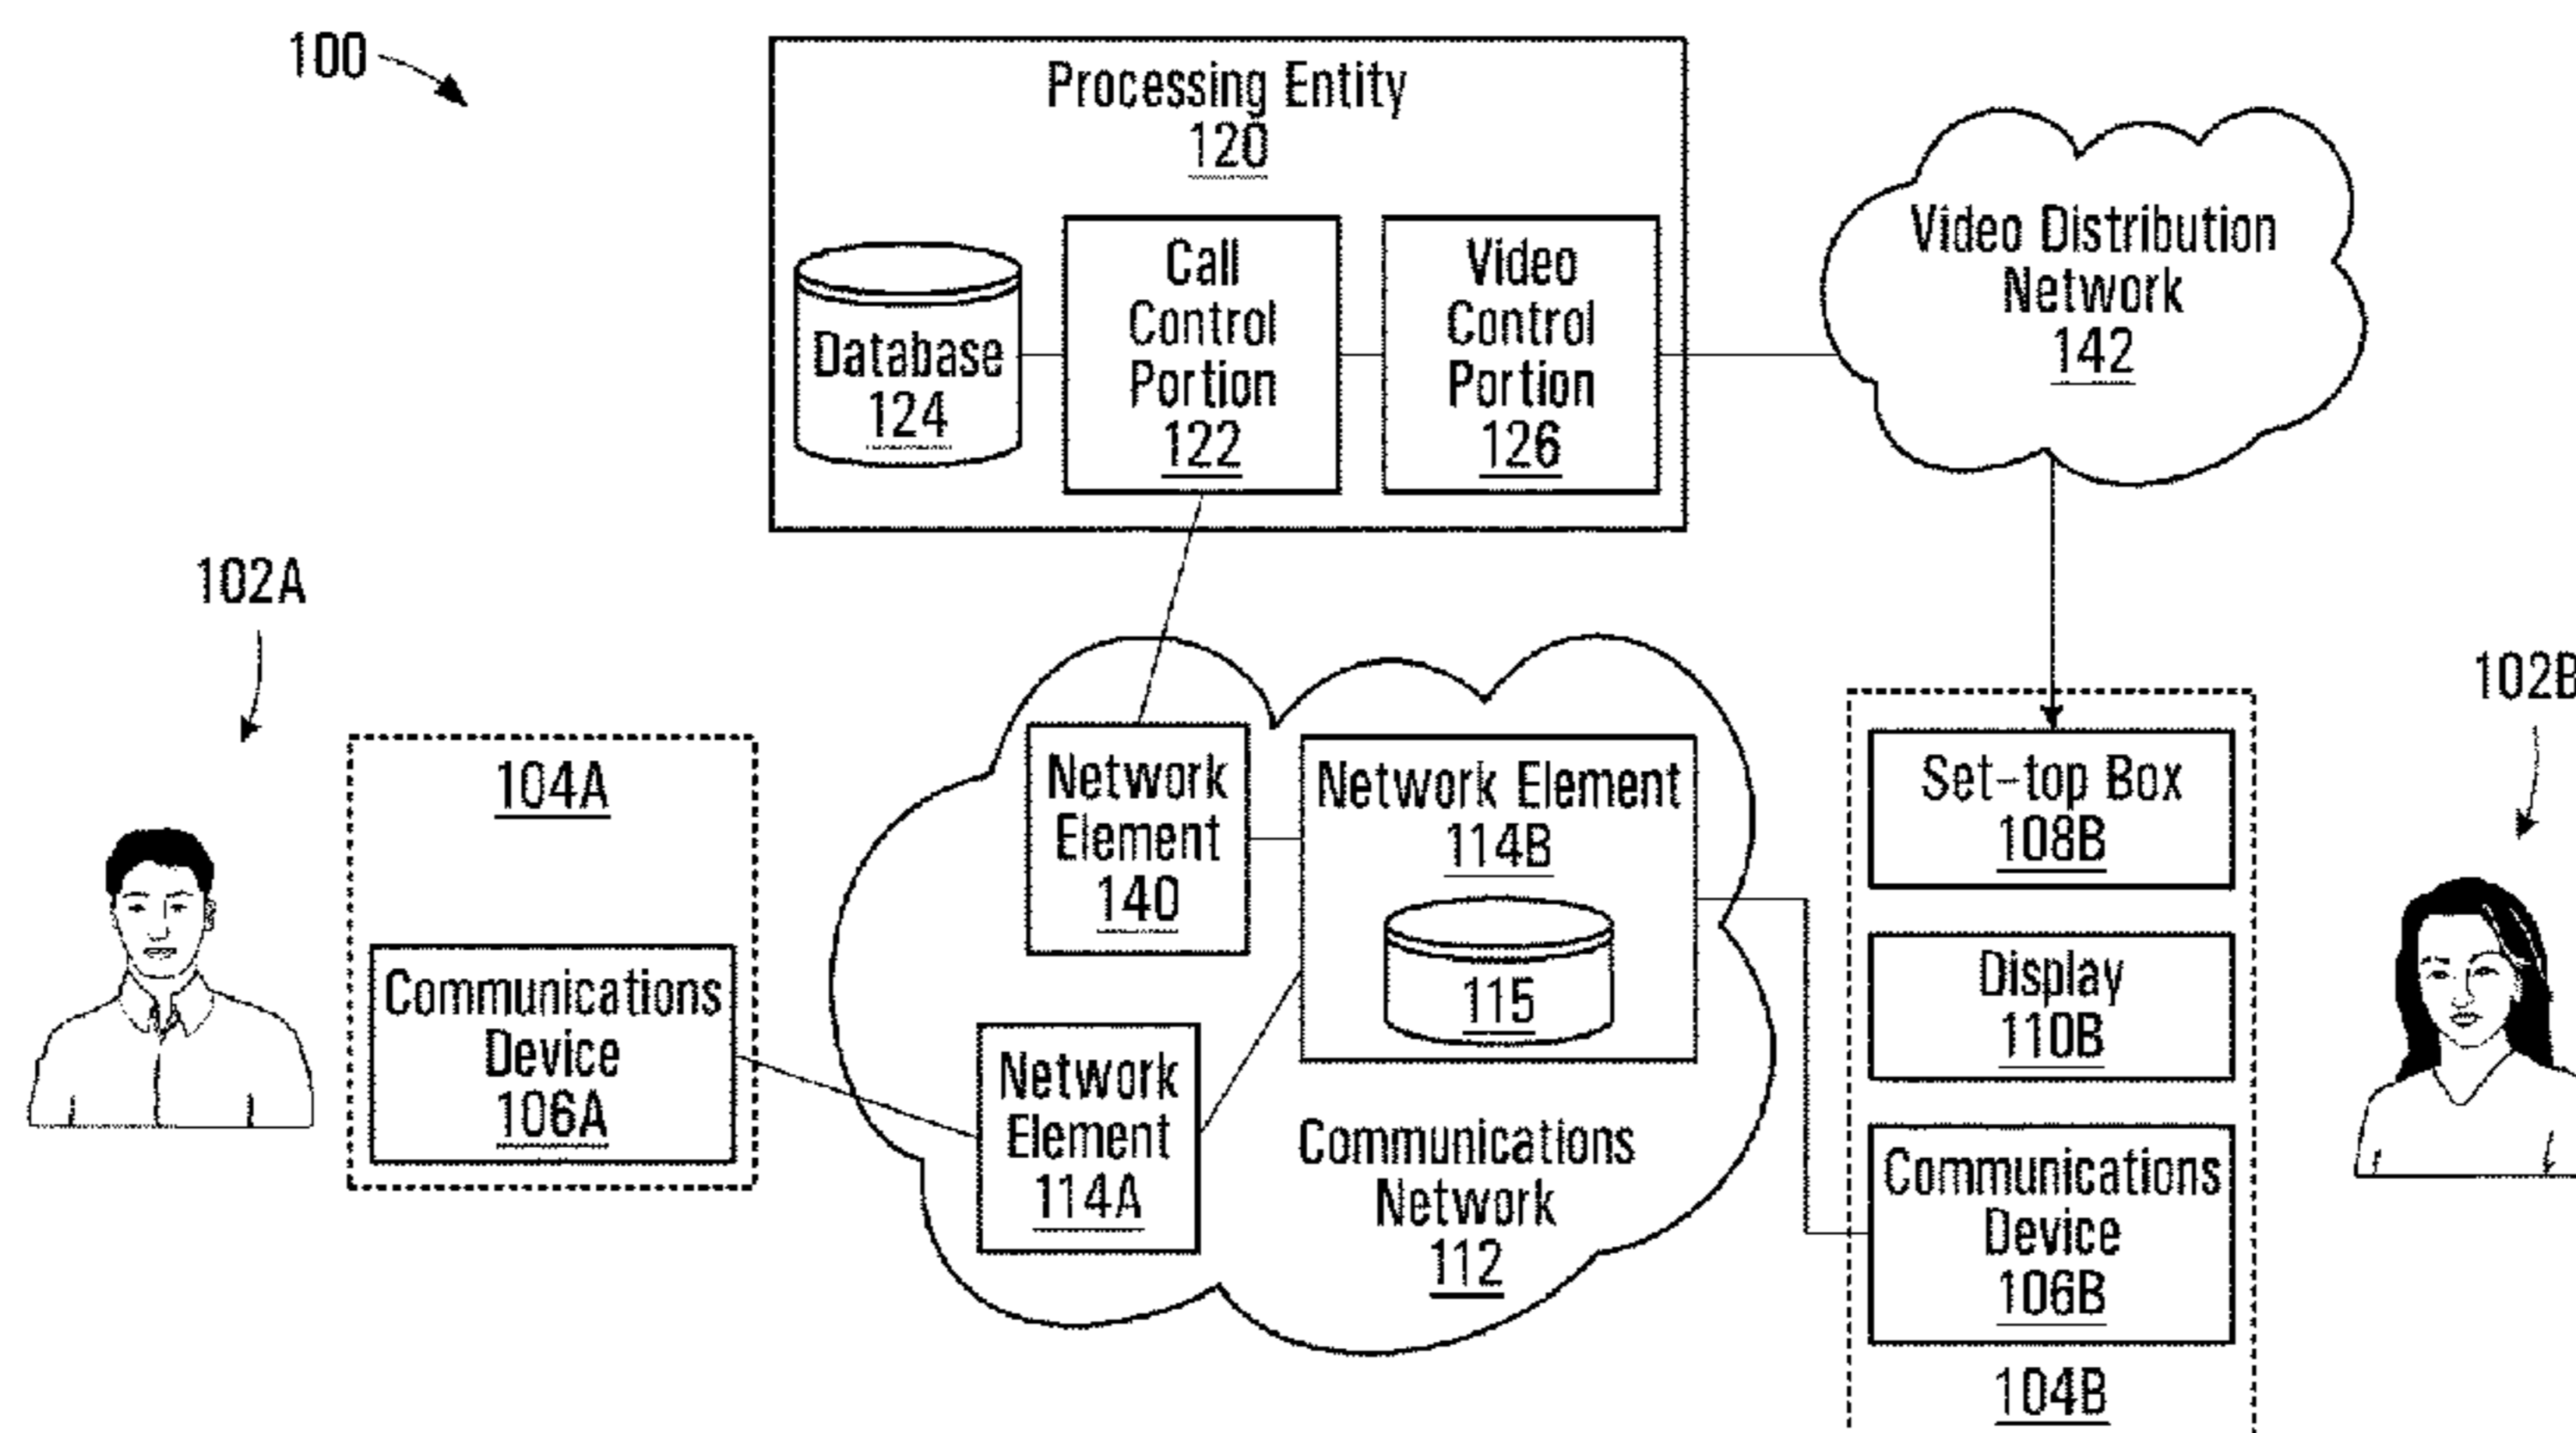 100
Processing Entity
120
Database
124
Call
Control
Portion
122
Video
Control
Portion
126
Video Distribution
Network
142
102A
104A
Communications
Device
106A
Network
Element
140
Network Element
114B
115
Network
Element
114A
Communications
Network
112
Set-top Box
108B
Display
110B
Communications
Device
106B
104B
102B